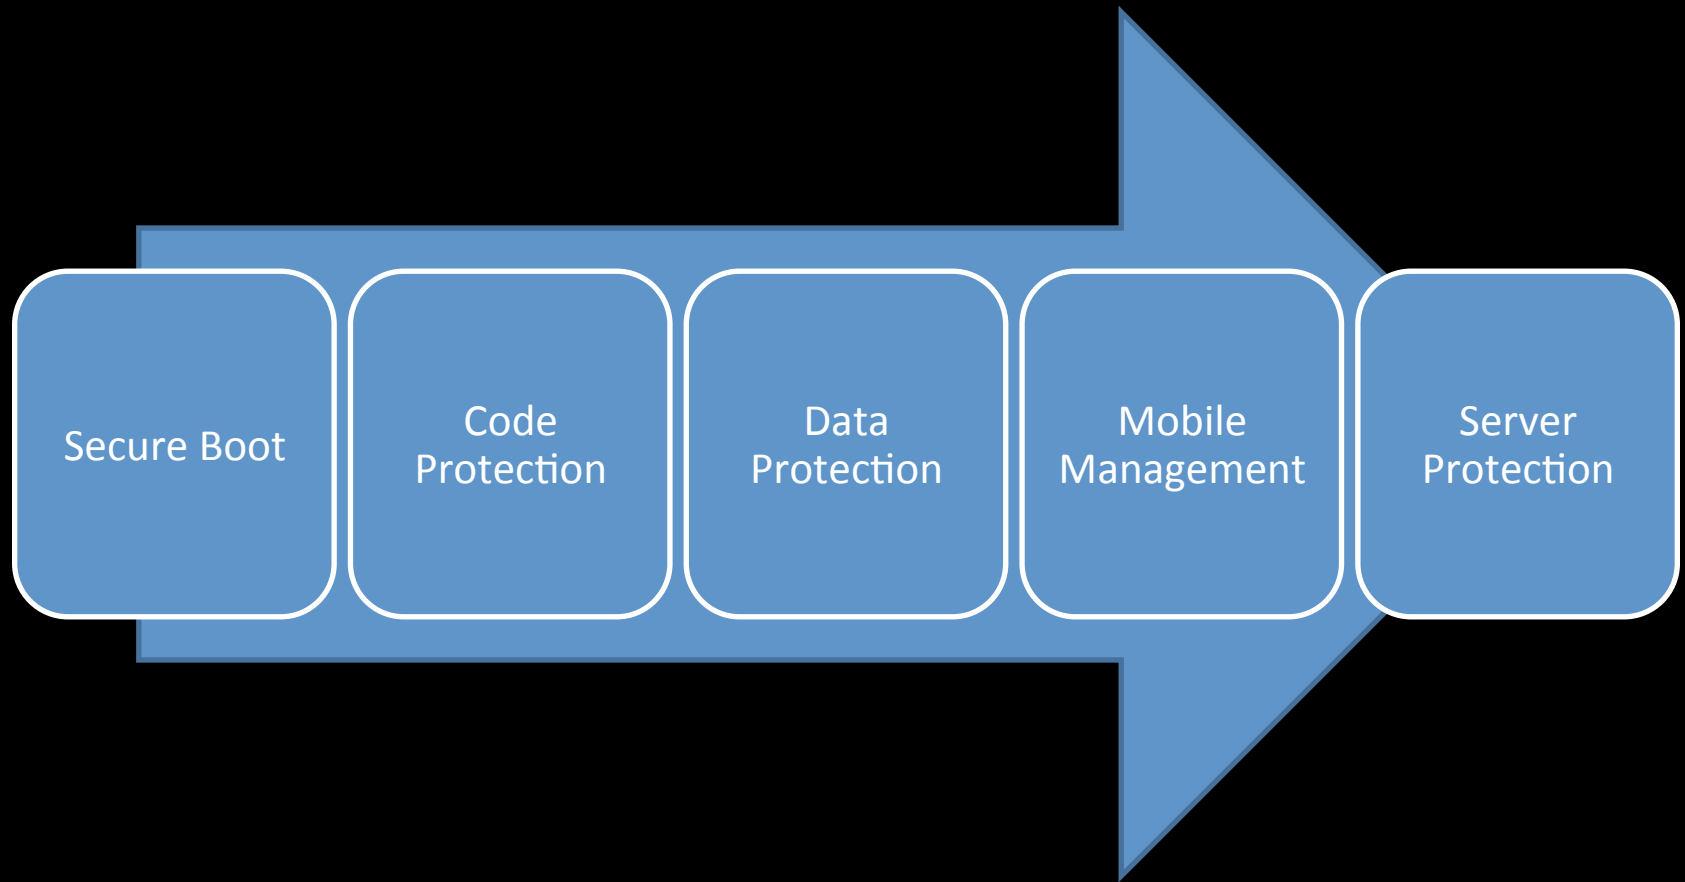 Secure Boot
Code
Protection
Data
Protection
Mobile
Management
Server
Protection